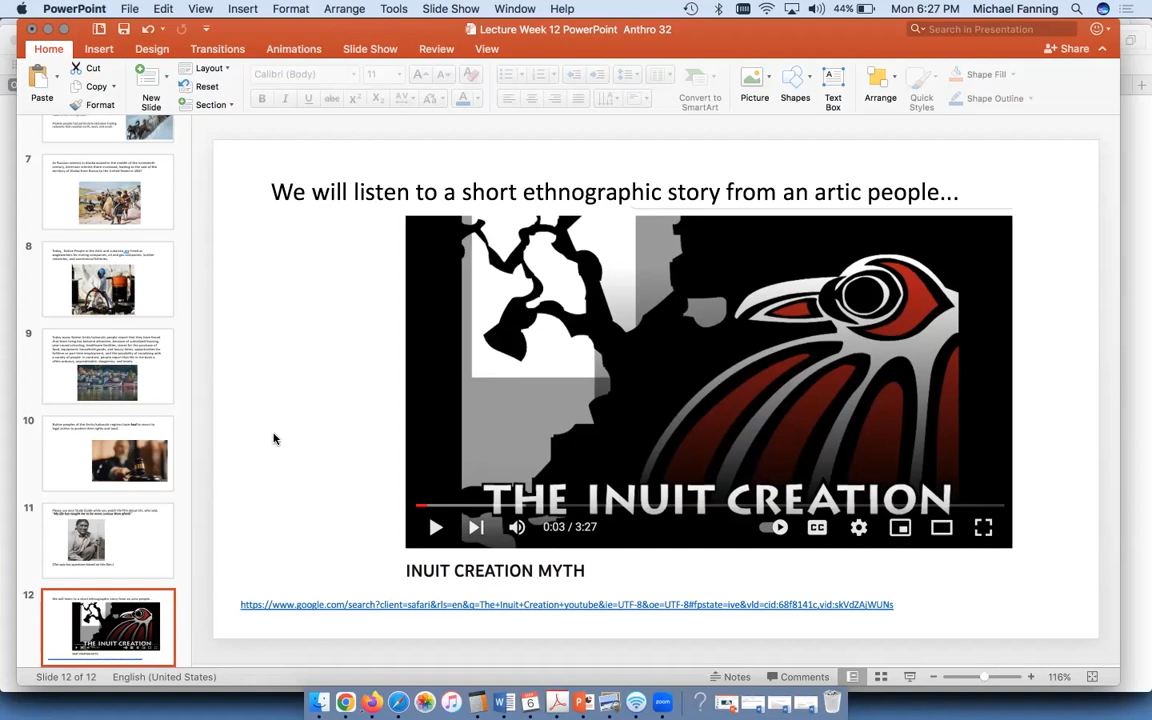 PowerPoint File Edit View Insert Format Arrange Tools Slide Show Window Help 44% Mon 6:27 PM Michael Fanning
Lecture Week 12 PowerPoint Anthro 32
Search in Presentation
Home Insert Design Transitions Animations Slide Show Review View Share
Paste Cut Copy Format New Slide Layout Reset Section Calibri (Body) 11 Convert to SmartArt Picture Shapes Text Box Arrange Quick Styles Shape Fill Shape Outline
7
8
9
10
11
12
We will listen to a short ethnographic story from an artic people...
THE INUIT CREATION
0:03 / 3:27
CC
INUIT CREATION MYTH
https://www.google.com/search?client=safari&rls=en&q=The+Inuit+Creation+youtube&ie=UTF-8&oe=UTF-8#fpstate=ive&vld=cid:68f8141c,vid:skVdZAjWUNs
Slide 12 of 12 English (United States) Notes Comments 116%